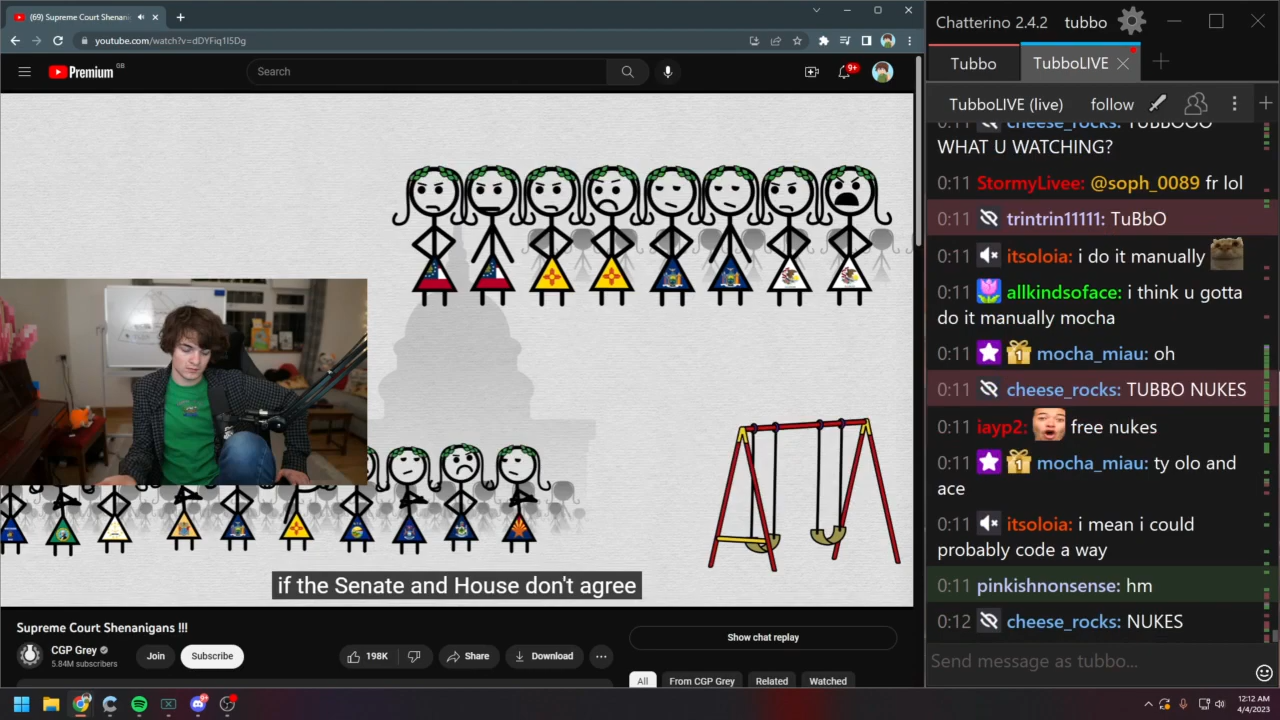 (69) Supreme Court Shenani
youtube.com/watch?v=dDYFiq1l5Dg
Premium
GB
Search
9+
if the Senate and House don't agree
Supreme Court Shenanigans !!!
CGP Grey
5.84M subscribers
Join
Subscribe
198K
Share
Download
Show chat replay
All
From CGP Grey
Related
Watched
Chatterino 2.4.2
tubbo
Tubbo
TubboLIVE
TubboLIVE (live)
follow
0:11 cheese_rocks: TUBBOOO
WHAT U WATCHING?
0:11 StormyLivee: @soph_0089 fr lol
0:11 trintrin11111: TuBbO
0:11 itsoloia: i do it manually
0:11 allkindsoface: i think u gotta
do it manually mocha
0:11 mocha_miau: oh
0:11 cheese_rocks: TUBBO NUKES
iayp2: free nukes
0:11 mocha_miau: ty olo and
ace
0:11 itsoloia: i mean i could
probably code a way
0:11 pinkishnonsense: hm
0:12 cheese_rocks: NUKES
Send message as tubbo...
12:12 AM
4/4/2023